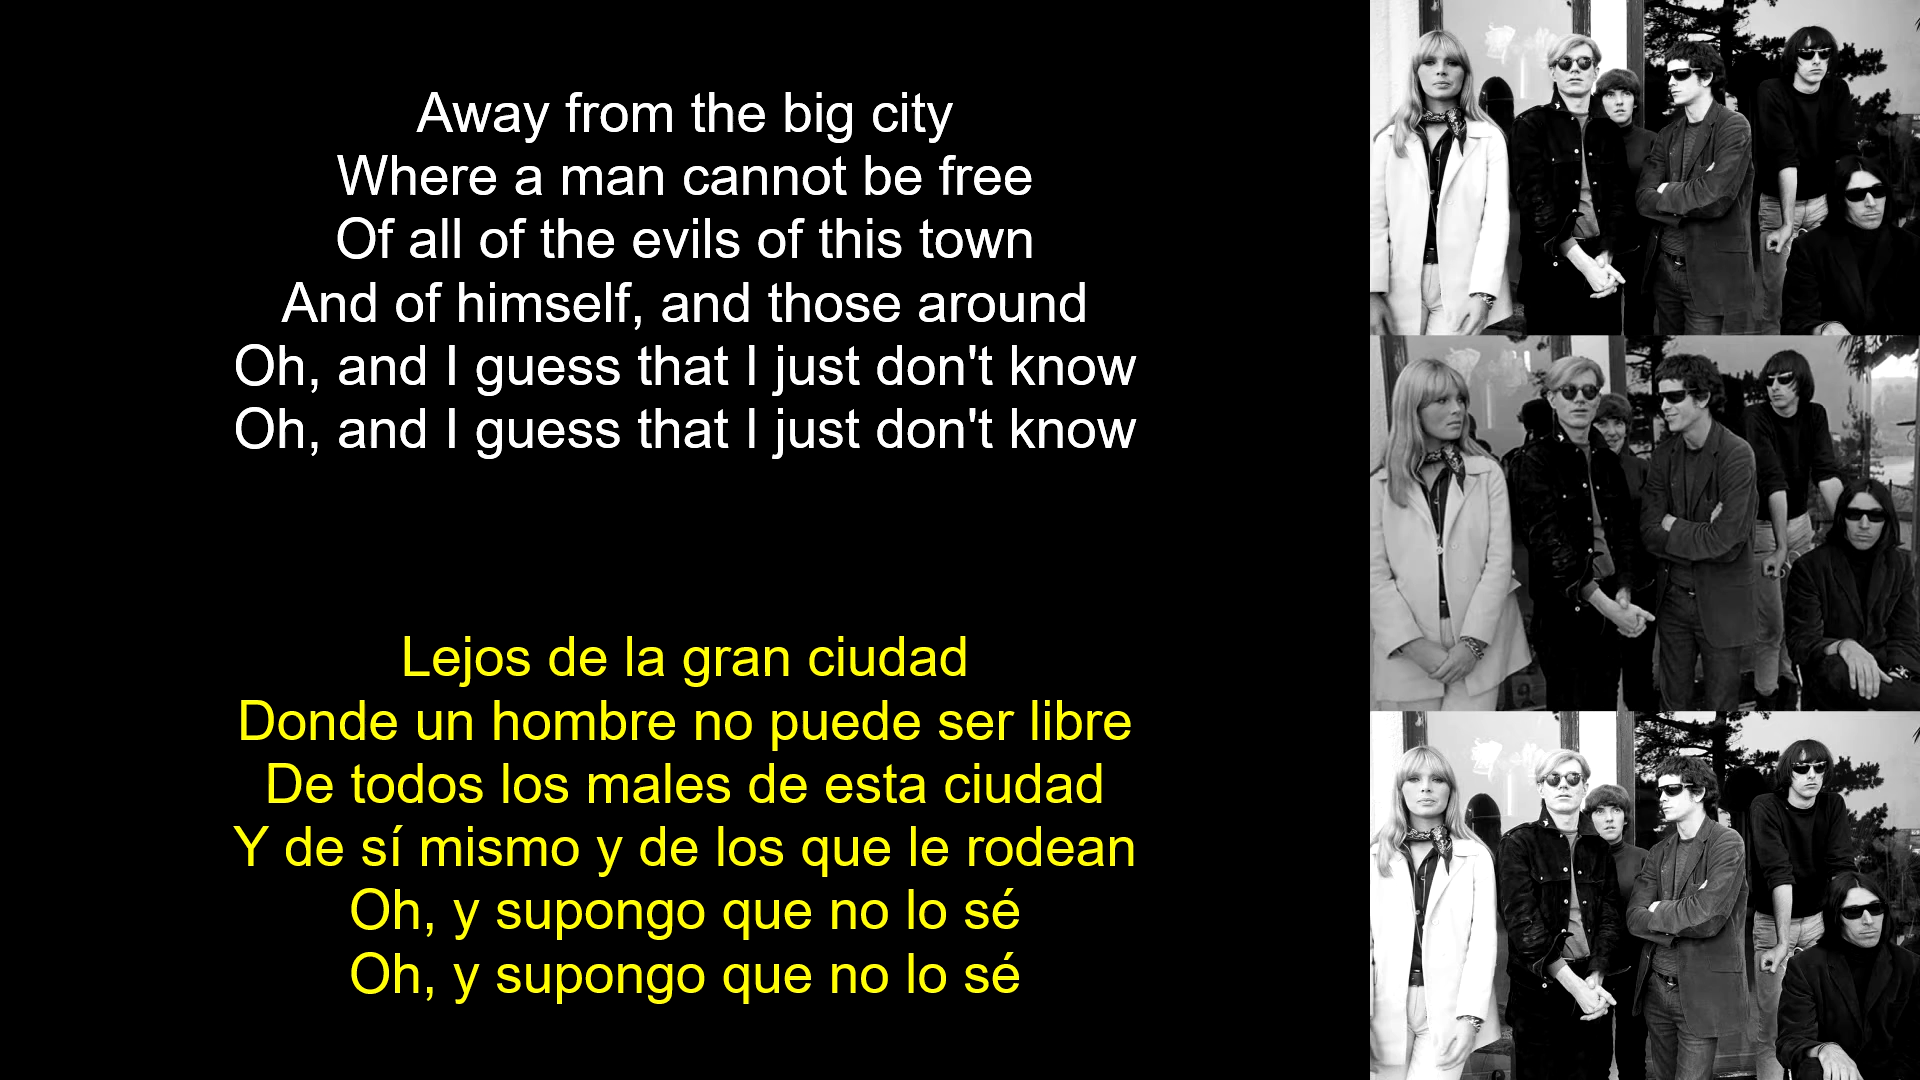 Away from the big city
Where a man cannot be free
Of all of the evils of this town
And of himself, and those around
Oh, and I guess that I just don't know
Oh, and I guess that I just don't know
Lejos de la gran ciudad
Donde un hombre no puede ser libre
De todos los males de esta ciudad
Y de sí mismo y de los que le rodean
Oh, y supongo que no lo sé
Oh, y supongo que no lo sé